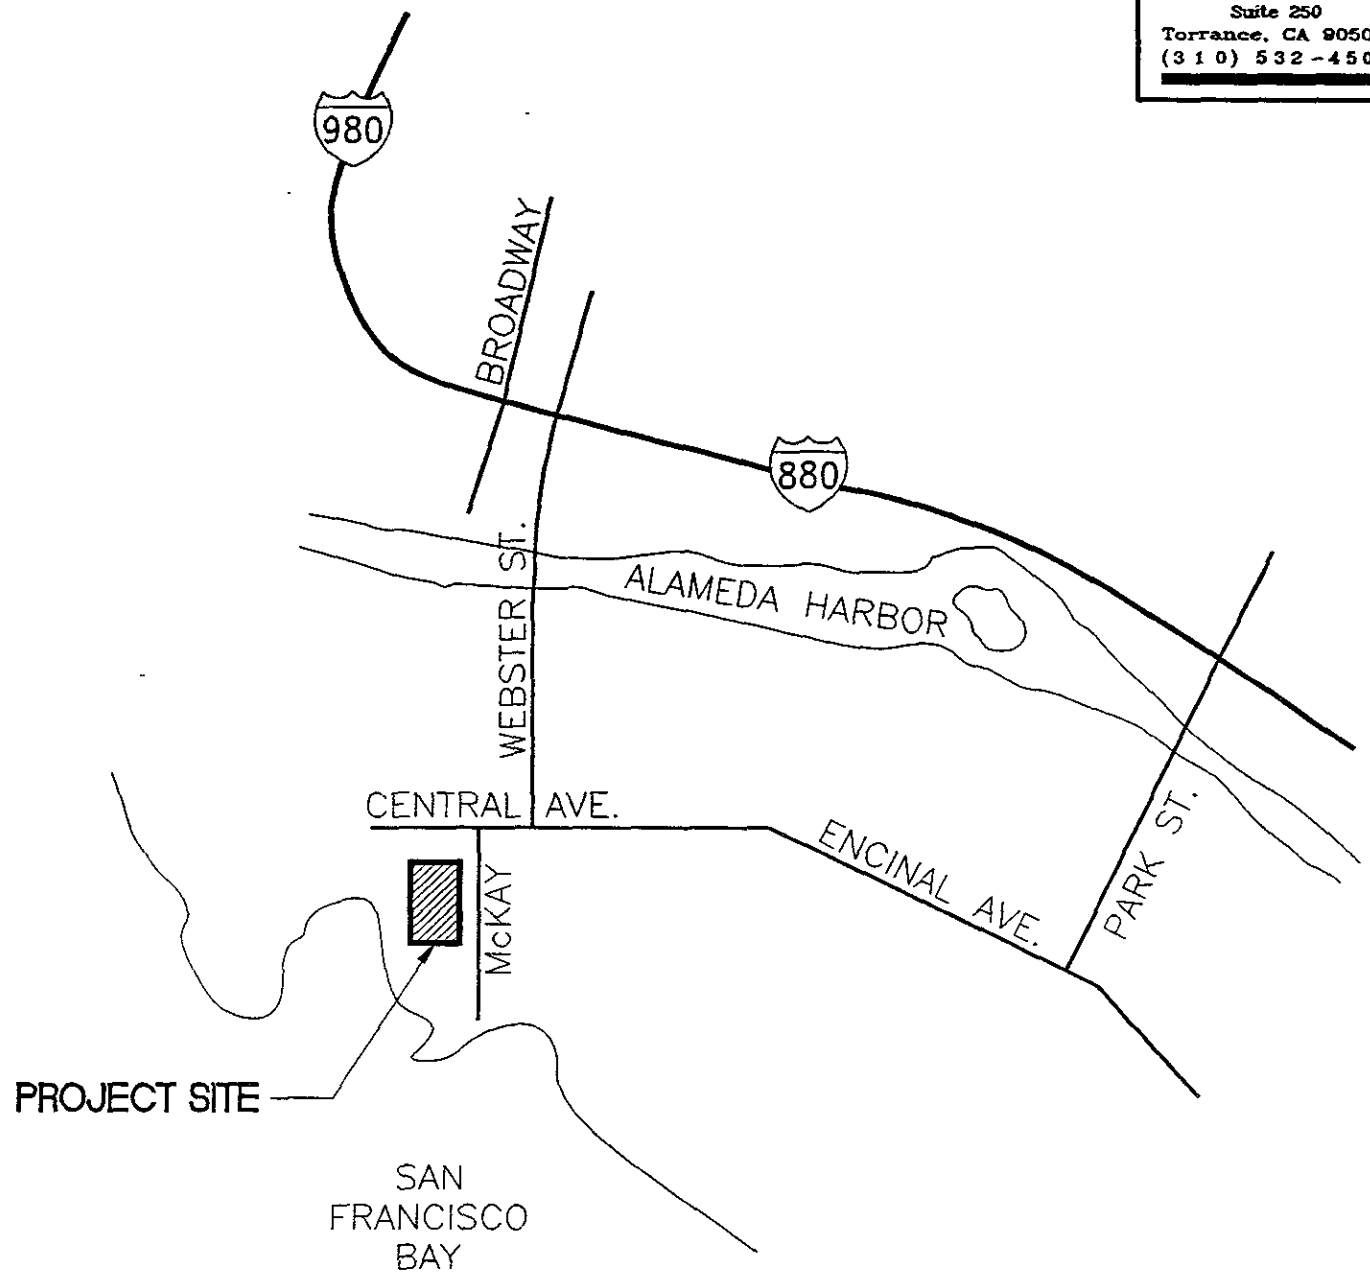 Suite 250
Torrance, CA 9050
(310) 532-450
980
BROADWAY
880
WEBSTER ST.
ALAMEDA HARBOR
CENTRAL AVE.
ENCINAL AVE.
PARK ST.
McKAY
PROJECT SITE
SAN
FRANCISCO
BAY